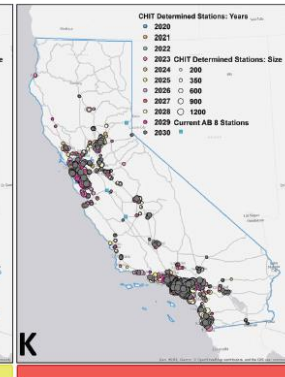 CHIT Determined Stations: Years
2020
2021
2022
2023 CHIT Determined Stations: Size
2024 200
2025 350
2026 600
2027 900
2028 1200
2029 Current AB 8 Stations
2030
K